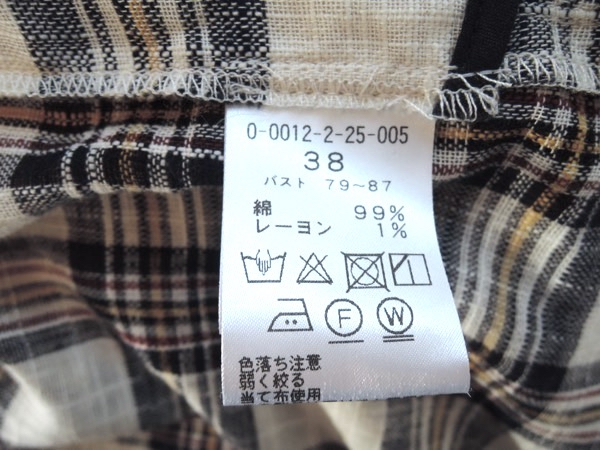 0-0012-2-25-005
38
バスト 79~87
綿 99%
レーヨン 1%
F W
色落ち注意
弱く絞る
当て布使用